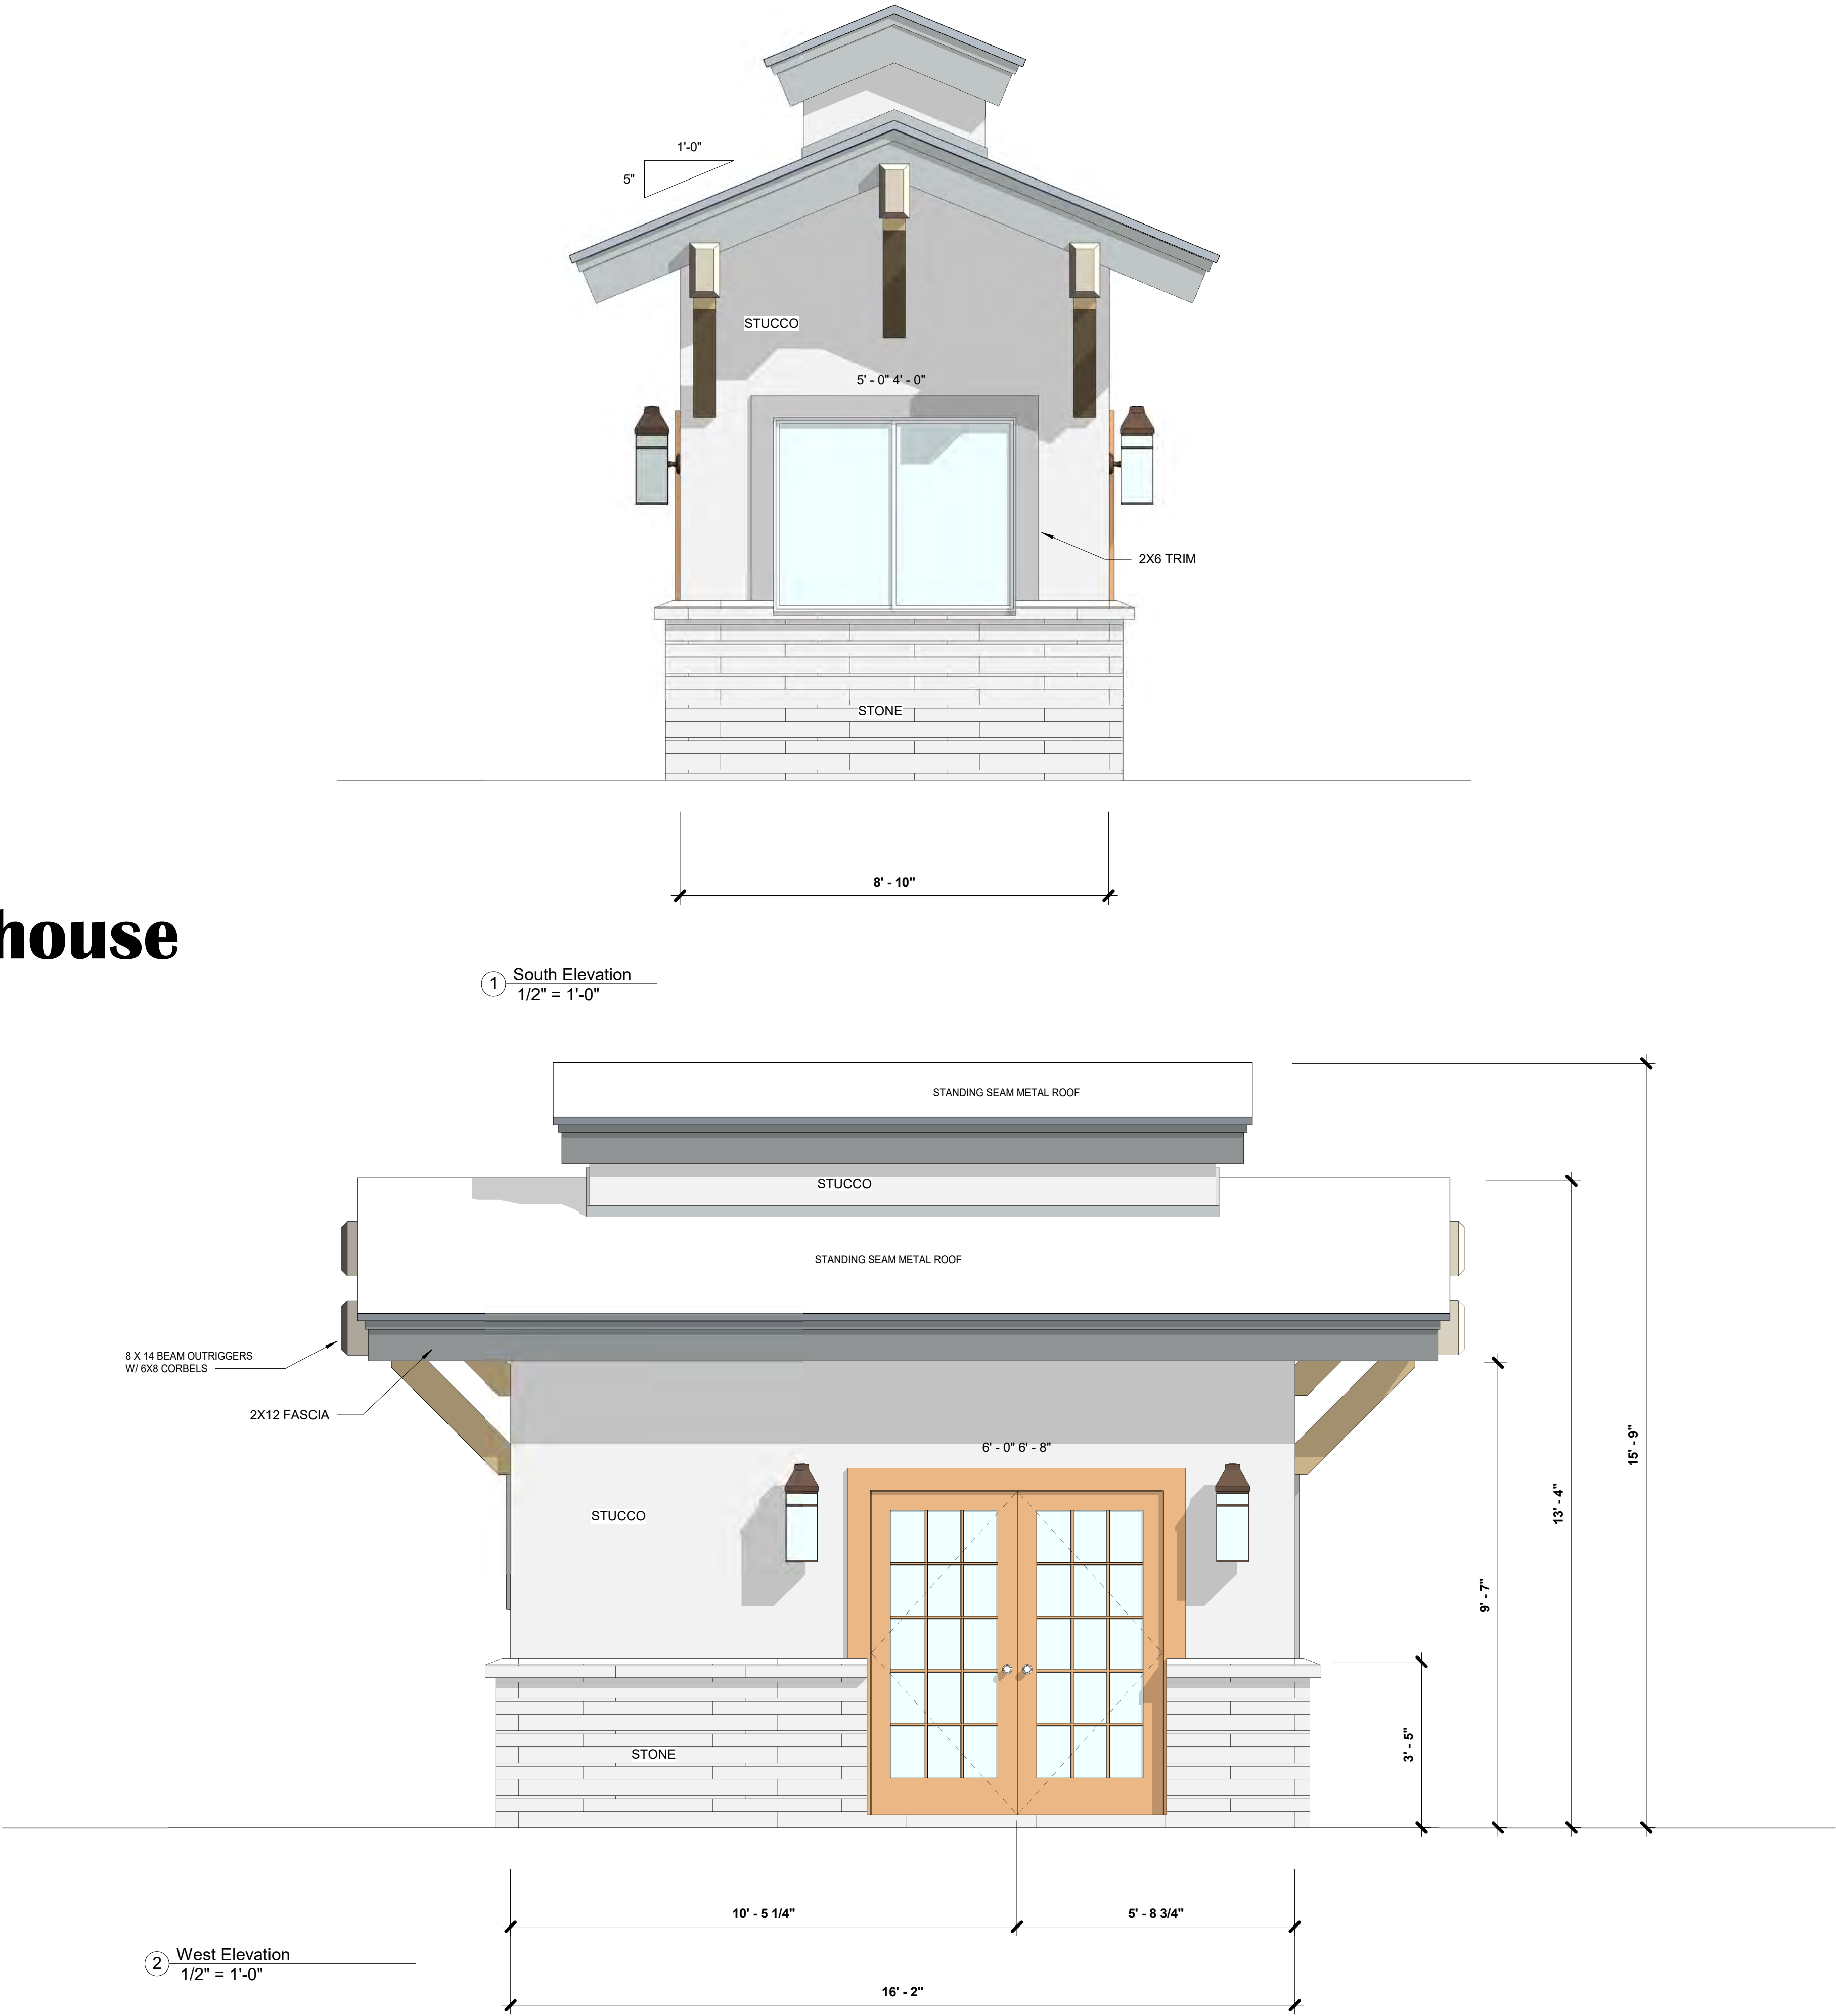 1'-0"
5"
STUCCO
5' - 0" 4' - 0"
2X6 TRIM
STONE
8' - 10"
house
1
South Elevation
1/2" = 1'-0"
STANDING SEAM METAL ROOF
STUCCO
STANDING SEAM METAL ROOF
8 X 14 BEAM OUTRIGGERS
W/ 6X8 CORBELS
2X12 FASCIA
6' - 0" 6' - 8"
STUCCO
STONE
15' - 9"
13' - 4"
9' - 7"
3' - 5"
10' - 5 1/4"
5' - 8 3/4"
2
West Elevation
1/2" = 1'-0"
16' - 2"